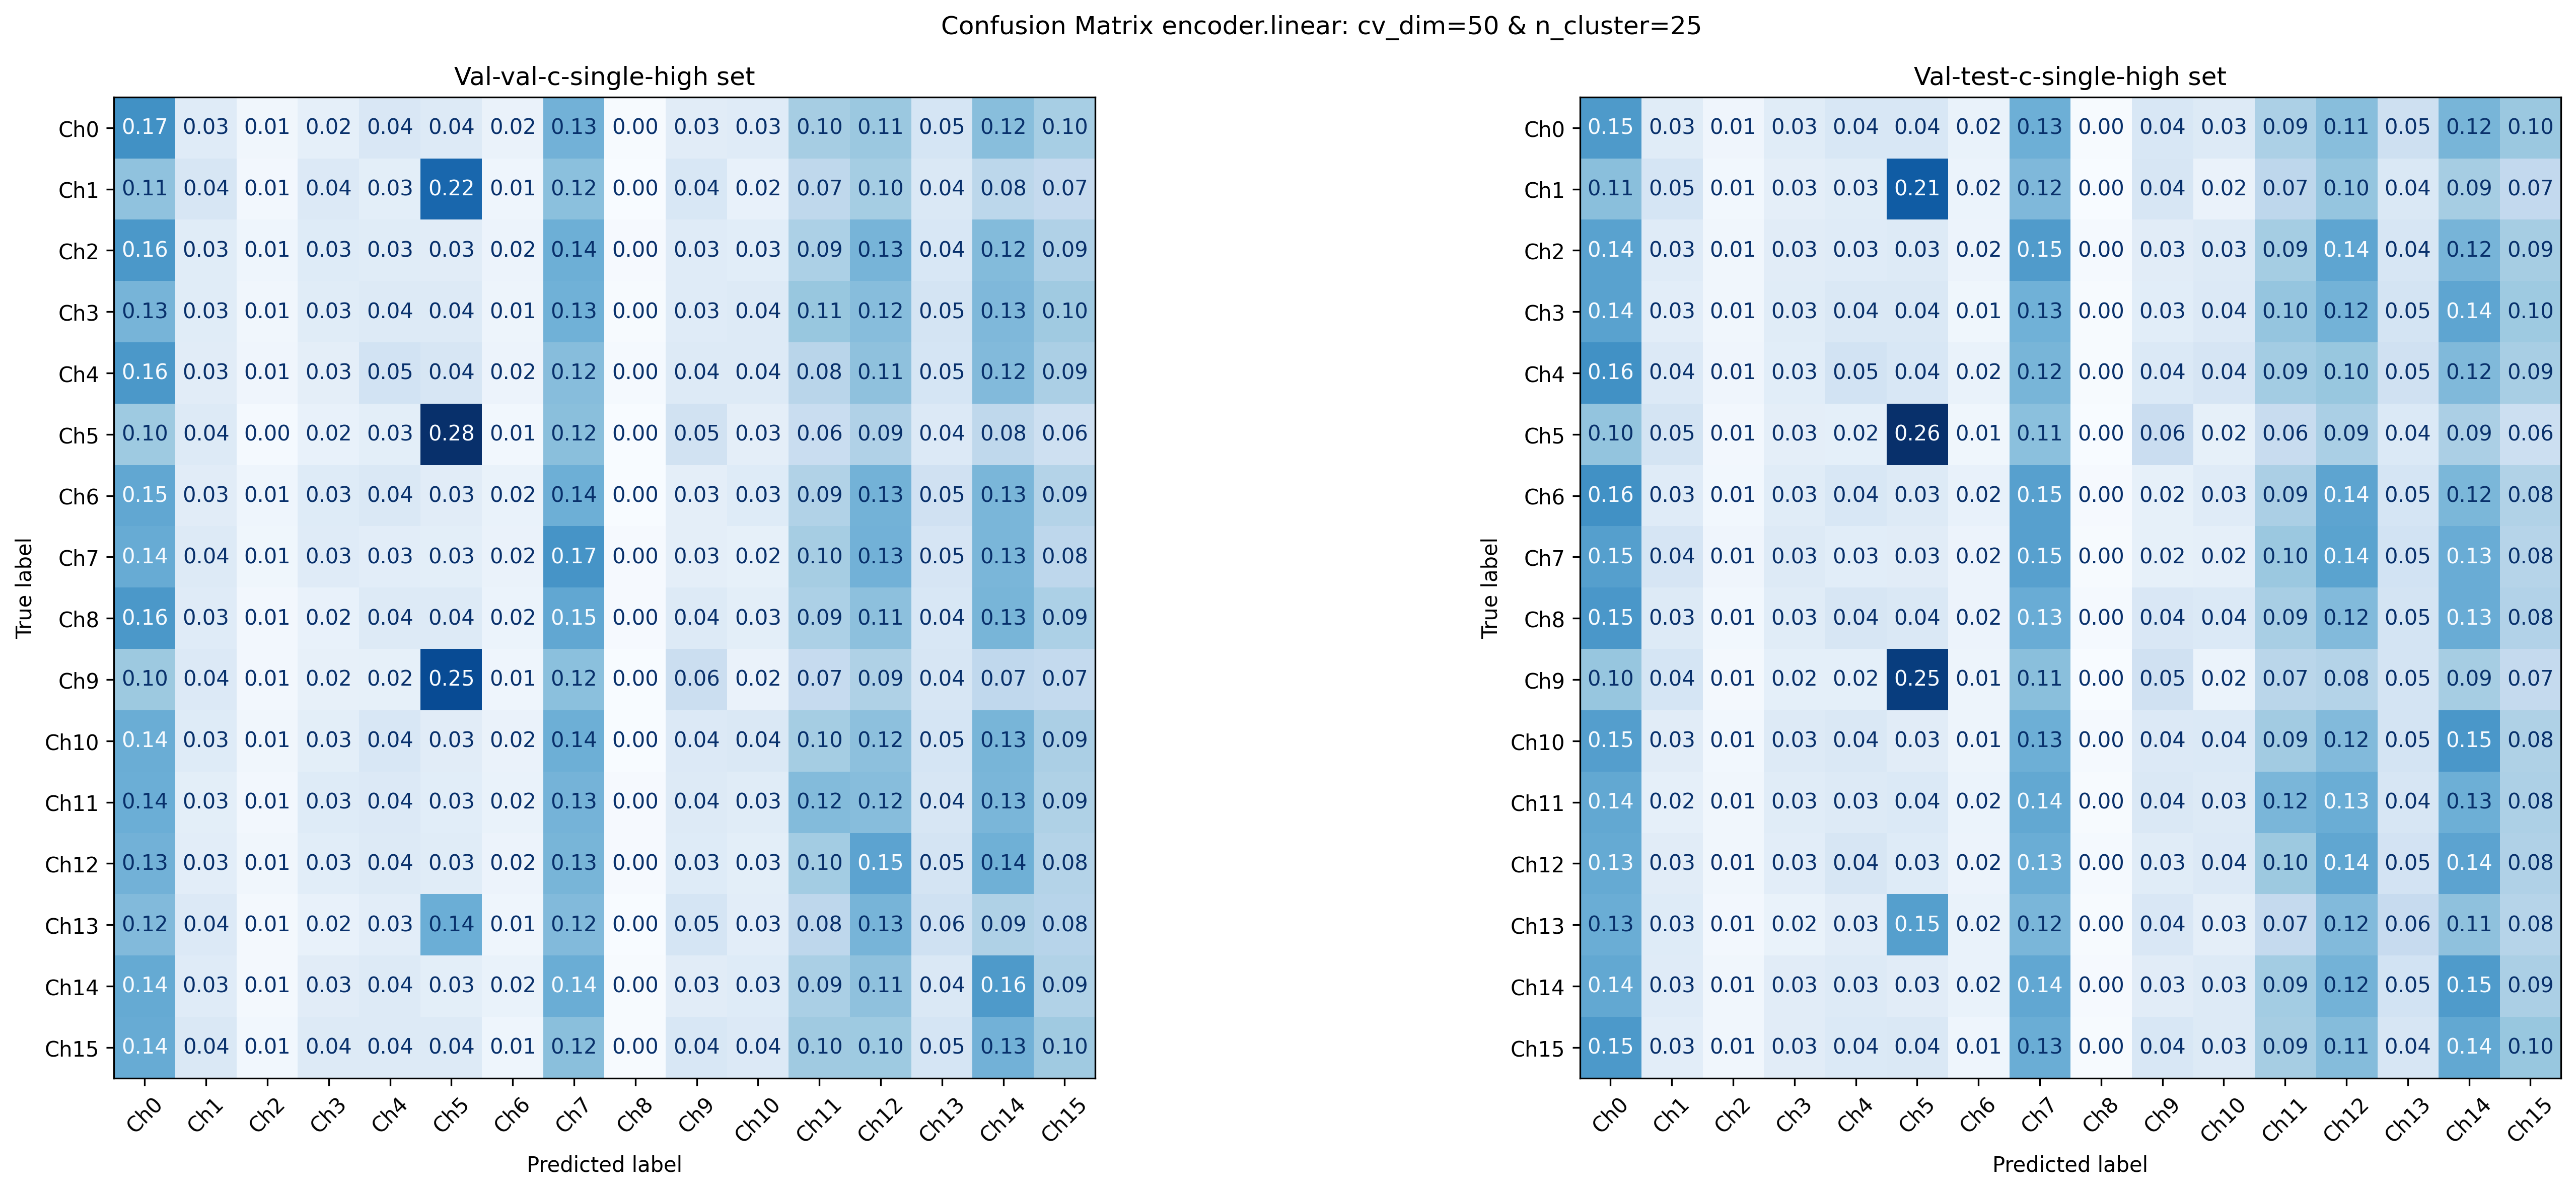 Confusion Matrix encoder.linear: cv_dim=50 & n_cluster=25
Val-val-c-single-high set
True label
Ch0 0.17 0.03 0.01 0.02 0.04 0.04 0.02 0.13 0.00 0.03 0.03 0.10 0.11 0.05 0.12 0.10
Ch1 0.11 0.04 0.01 0.04 0.03 0.22 0.01 0.12 0.00 0.04 0.02 0.07 0.10 0.04 0.08 0.07
Ch2 0.16 0.03 0.01 0.03 0.03 0.03 0.02 0.14 0.00 0.03 0.03 0.09 0.13 0.04 0.12 0.09
Ch3 0.13 0.03 0.01 0.03 0.04 0.04 0.01 0.13 0.00 0.03 0.04 0.11 0.12 0.05 0.13 0.10
Ch4 0.16 0.03 0.01 0.03 0.05 0.04 0.02 0.12 0.00 0.04 0.04 0.08 0.11 0.05 0.12 0.09
Ch5 0.10 0.04 0.00 0.02 0.03 0.28 0.01 0.12 0.00 0.05 0.03 0.06 0.09 0.04 0.08 0.06
Ch6 0.15 0.03 0.01 0.03 0.04 0.03 0.02 0.14 0.00 0.03 0.03 0.09 0.13 0.05 0.13 0.09
Ch7 0.14 0.04 0.01 0.03 0.03 0.03 0.02 0.17 0.00 0.03 0.02 0.10 0.13 0.05 0.13 0.08
Ch8 0.16 0.03 0.01 0.02 0.04 0.04 0.02 0.15 0.00 0.04 0.03 0.09 0.11 0.04 0.13 0.09
Ch9 0.10 0.04 0.01 0.02 0.02 0.25 0.01 0.12 0.00 0.06 0.02 0.07 0.09 0.04 0.07 0.07
Ch10 0.14 0.03 0.01 0.03 0.04 0.03 0.02 0.14 0.00 0.04 0.04 0.10 0.12 0.05 0.13 0.09
Ch11 0.14 0.03 0.01 0.03 0.04 0.03 0.02 0.13 0.00 0.04 0.03 0.12 0.12 0.04 0.13 0.09
Ch12 0.13 0.03 0.01 0.03 0.04 0.03 0.02 0.13 0.00 0.03 0.03 0.10 0.15 0.05 0.14 0.08
Ch13 0.12 0.04 0.01 0.02 0.03 0.14 0.01 0.12 0.00 0.05 0.03 0.08 0.13 0.06 0.09 0.08
Ch14 0.14 0.03 0.01 0.03 0.04 0.03 0.02 0.14 0.00 0.03 0.03 0.09 0.11 0.04 0.16 0.09
Ch15 0.14 0.04 0.01 0.04 0.04 0.04 0.01 0.12 0.00 0.04 0.04 0.10 0.10 0.05 0.13 0.10
Ch0 Ch1 Ch2 Ch3 Ch4 Ch5 Ch6 Ch7 Ch8 Ch9 Ch10 Ch11 Ch12 Ch13 Ch14 Ch15
Predicted label
Val-test-c-single-high set
True label
Ch0 0.15 0.03 0.01 0.03 0.04 0.04 0.02 0.13 0.00 0.04 0.03 0.09 0.11 0.05 0.12 0.10
Ch1 0.11 0.05 0.01 0.03 0.03 0.21 0.02 0.12 0.00 0.04 0.02 0.07 0.10 0.04 0.09 0.07
Ch2 0.14 0.03 0.01 0.03 0.03 0.03 0.02 0.15 0.00 0.03 0.03 0.09 0.14 0.04 0.12 0.09
Ch3 0.14 0.03 0.01 0.03 0.04 0.04 0.01 0.13 0.00 0.03 0.04 0.10 0.12 0.05 0.14 0.10
Ch4 0.16 0.04 0.01 0.03 0.05 0.04 0.02 0.12 0.00 0.04 0.04 0.09 0.10 0.05 0.12 0.09
Ch5 0.10 0.05 0.01 0.03 0.02 0.26 0.01 0.11 0.00 0.06 0.02 0.06 0.09 0.04 0.09 0.06
Ch6 0.16 0.03 0.01 0.03 0.04 0.03 0.02 0.15 0.00 0.02 0.03 0.09 0.14 0.05 0.12 0.08
Ch7 0.15 0.04 0.01 0.03 0.03 0.03 0.02 0.15 0.00 0.02 0.02 0.10 0.14 0.05 0.13 0.08
Ch8 0.15 0.03 0.01 0.03 0.04 0.04 0.02 0.13 0.00 0.04 0.04 0.09 0.12 0.05 0.13 0.08
Ch9 0.10 0.04 0.01 0.02 0.02 0.25 0.01 0.11 0.00 0.05 0.02 0.07 0.08 0.05 0.09 0.07
Ch10 0.15 0.03 0.01 0.03 0.04 0.03 0.01 0.13 0.00 0.04 0.04 0.09 0.12 0.05 0.15 0.08
Ch11 0.14 0.02 0.01 0.03 0.03 0.04 0.02 0.14 0.00 0.04 0.03 0.12 0.13 0.04 0.13 0.08
Ch12 0.13 0.03 0.01 0.03 0.04 0.03 0.02 0.13 0.00 0.03 0.04 0.10 0.14 0.05 0.14 0.08
Ch13 0.13 0.03 0.01 0.02 0.03 0.15 0.02 0.12 0.00 0.04 0.03 0.07 0.12 0.06 0.11 0.08
Ch14 0.14 0.03 0.01 0.03 0.03 0.03 0.02 0.14 0.00 0.03 0.03 0.09 0.12 0.05 0.15 0.09
Ch15 0.15 0.03 0.01 0.03 0.04 0.04 0.01 0.13 0.00 0.04 0.03 0.09 0.11 0.04 0.14 0.10
Ch0 Ch1 Ch2 Ch3 Ch4 Ch5 Ch6 Ch7 Ch8 Ch9 Ch10 Ch11 Ch12 Ch13 Ch14 Ch15
Predicted label